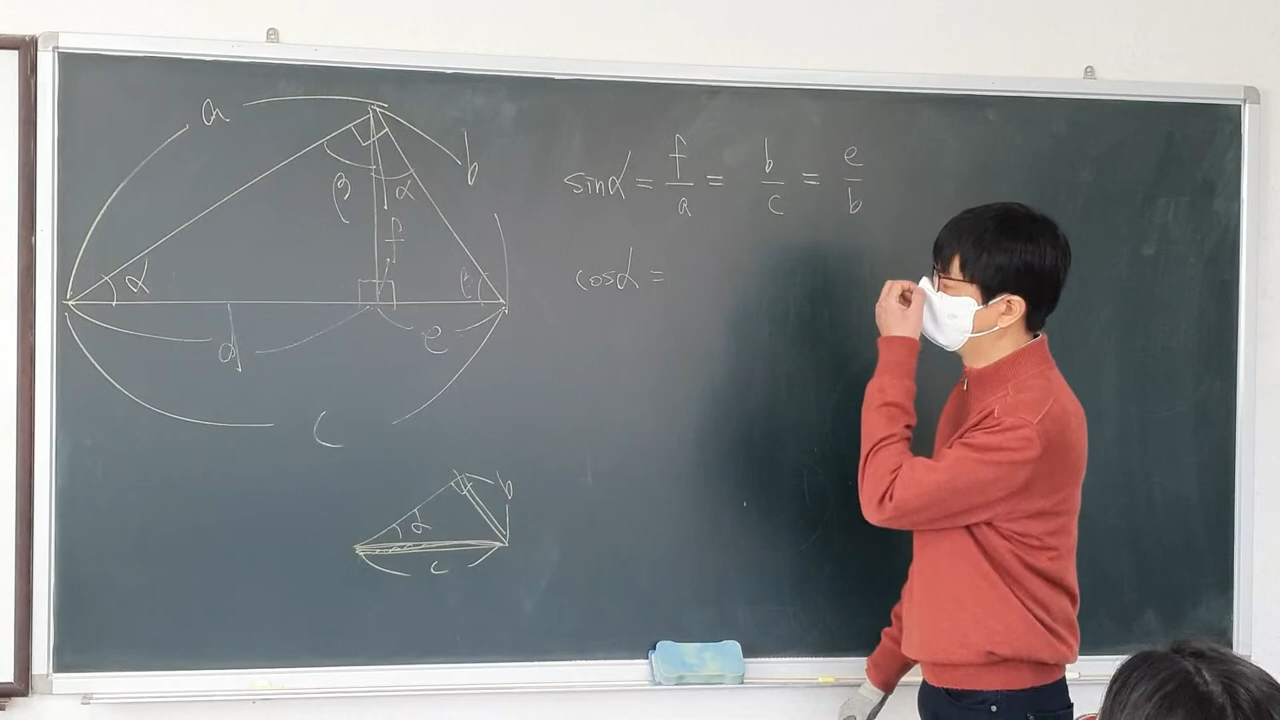 a
b
β α
f
α β
d e
c
sinα = f/a = b/c = e/b
cosα =
b
α
c